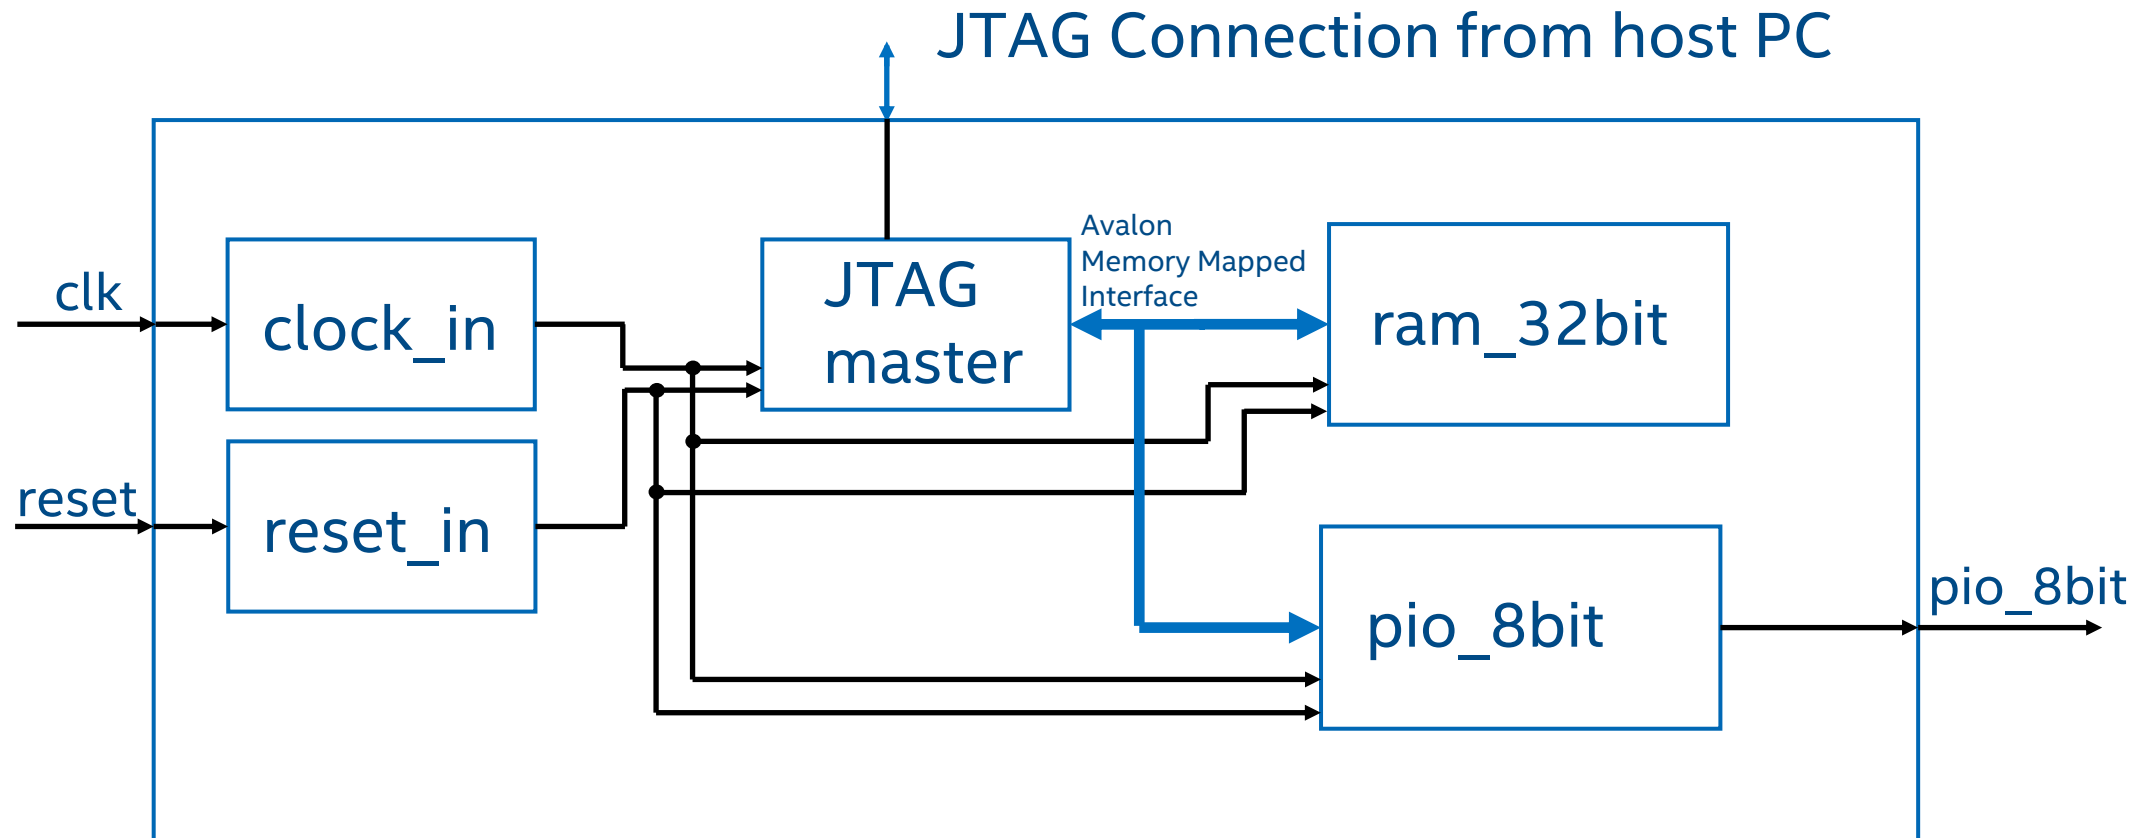 JTAG Connection from host PC
clk
clock_in
JTAG
master
Avalon
Memory Mapped
Interface
ram_32bit
reset
reset_in
pio_8bit
pio_8bit